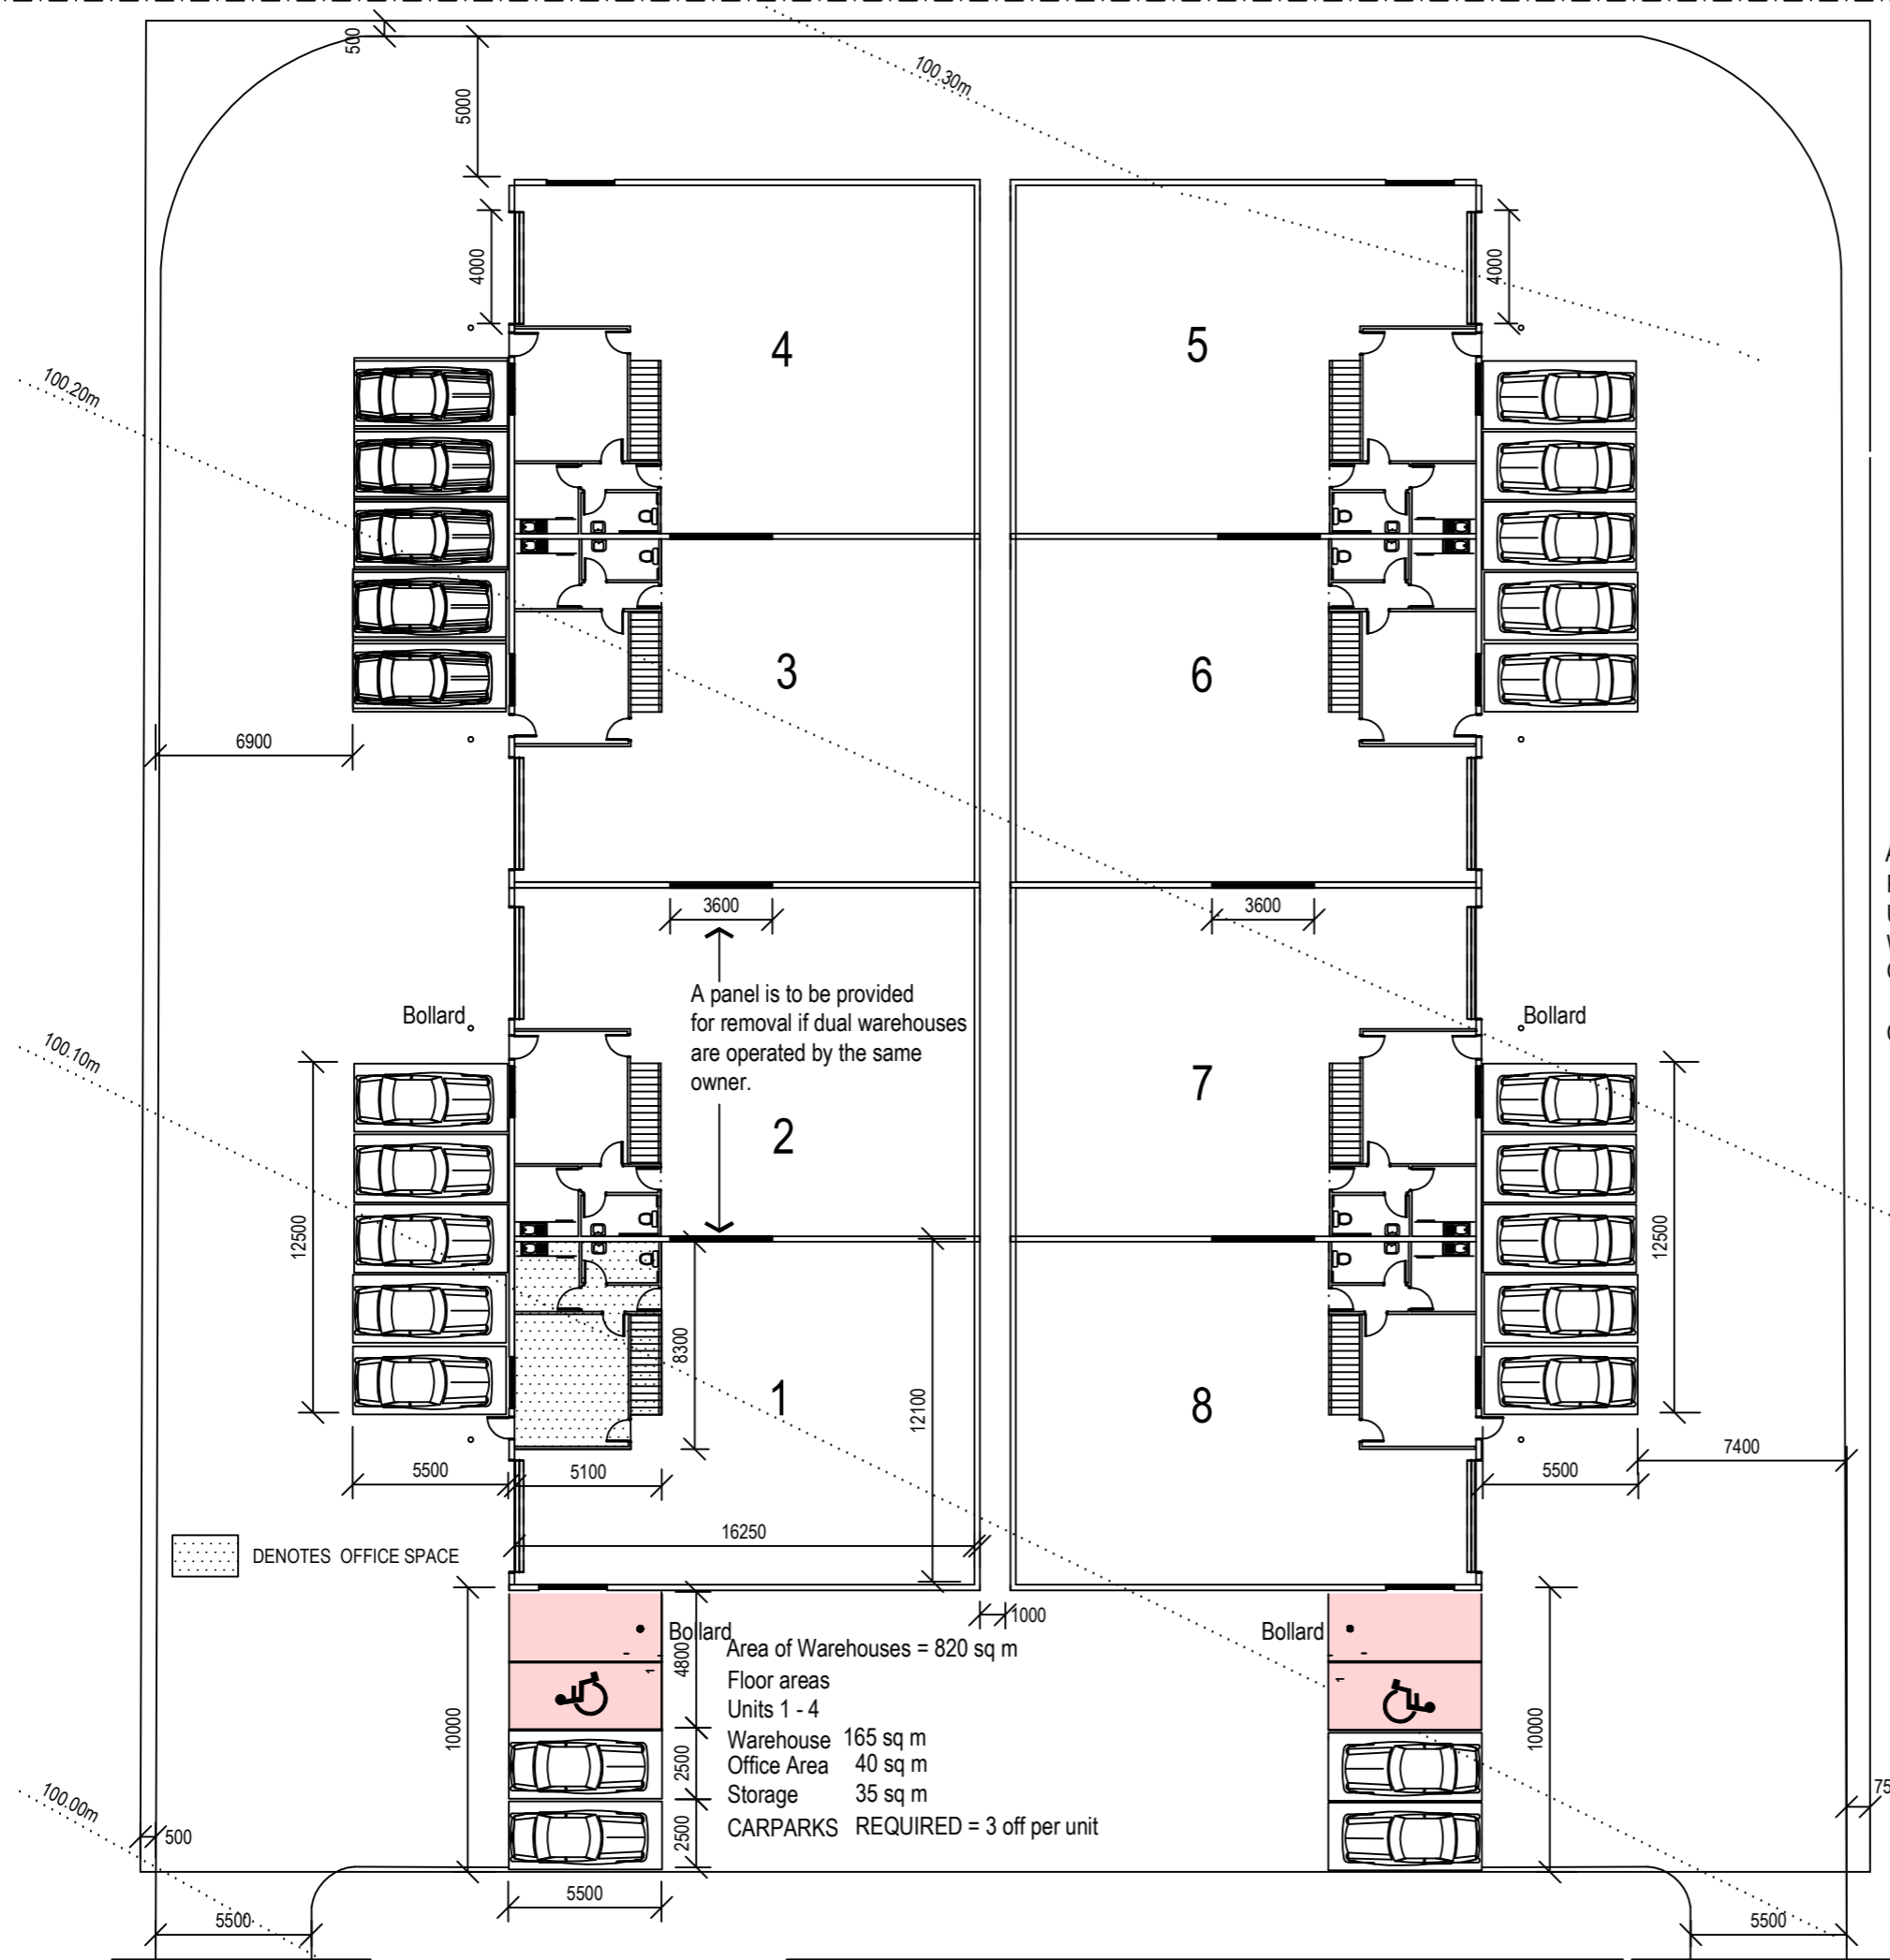 500
5000
100.30m
4000
4000
4
5
100.20m
3
6
6900
3600
3600
A panel is to be provided
for removal if dual warehouses
are operated by the same
owner.
Bollard
Bollard
100.10m
2
7
12500
12500
8300
12100
1
8
5500
5100
5500
7400
16250
DENOTES OFFICE SPACE
1000
Bollard
Bollard
4800
1
1
Area of Warehouses = 820 sq m
Floor areas
Units 1 - 4
Warehouse 165 sq m
Office Area 40 sq m
Storage 35 sq m
CARPARKS REQUIRED = 3 off per unit
10000
10000
2500
2500
100.00m
500
5500
5500
5500